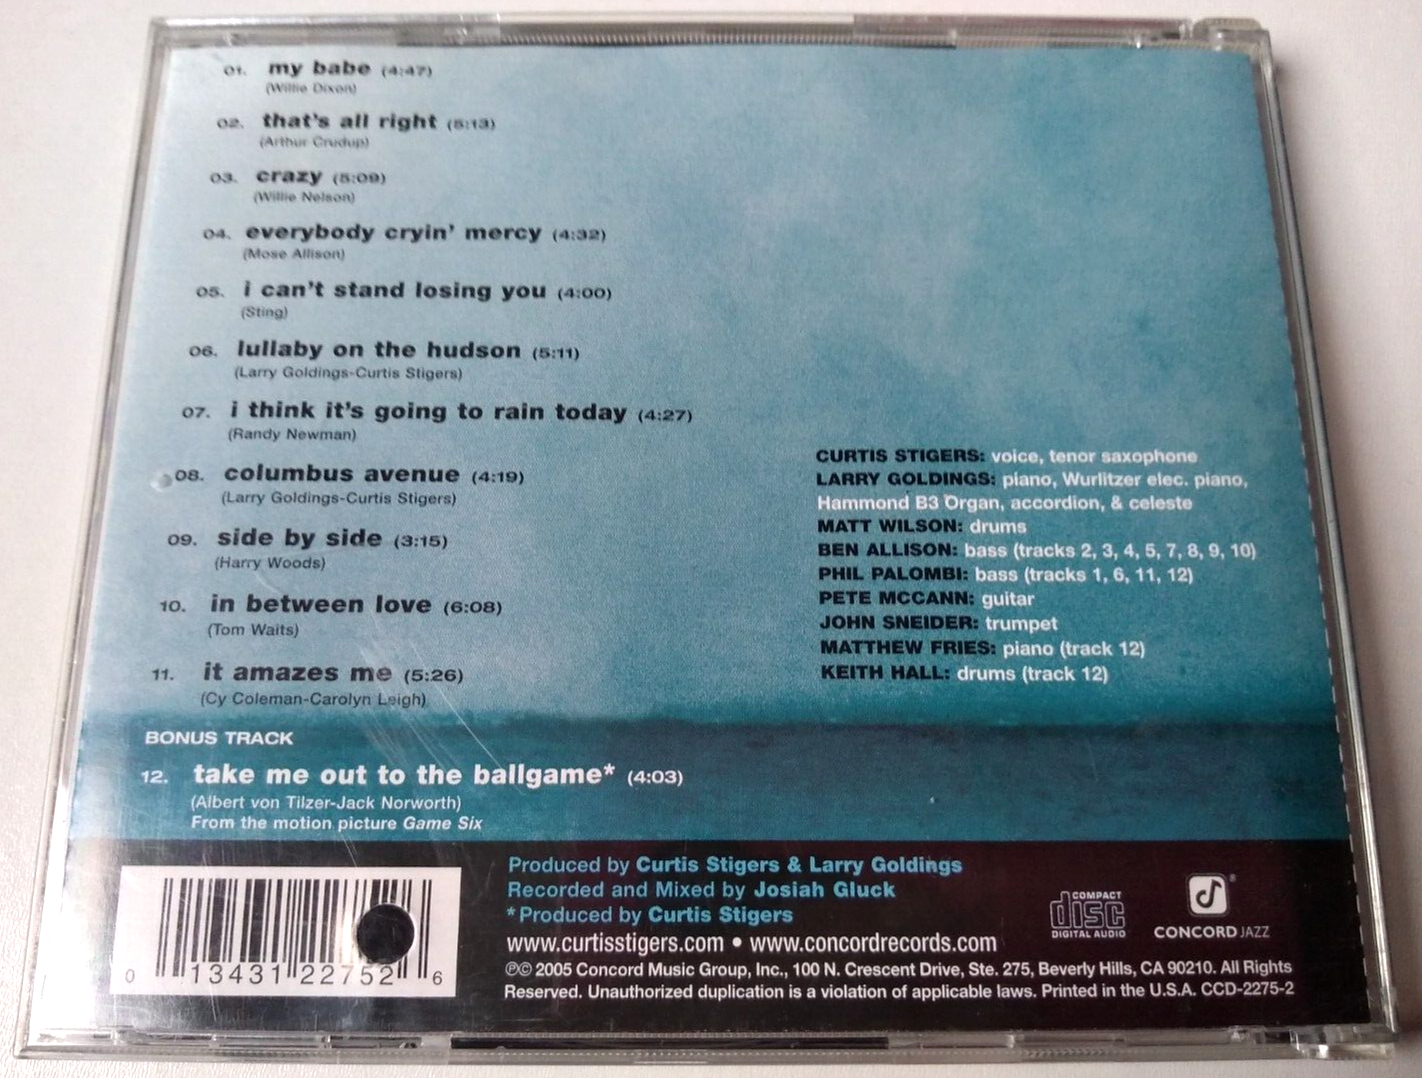 01. my babe (4:47)
(Willie Dixon)
02. that's all right (5:13)
(Arthur Crudup)
03. crazy (5:09)
(Willie Nelson)
04. everybody cryin' mercy (4:32)
(Mose Allison)
05. i can't stand losing you (4:00)
(Sting)
06. lullaby on the hudson (5:11)
(Larry Goldings-Curtis Stigers)
07. i think it's going to rain today (4:27)
(Randy Newman)
08. columbus avenue (4:19)
(Larry Goldings-Curtis Stigers)
09. side by side (3:15)
(Harry Woods)
10. in between love (6:08)
(Tom Waits)
11. it amazes me (5:26)
(Cy Coleman-Carolyn Leigh)
BONUS TRACK
12. take me out to the ballgame* (4:03)
(Albert von Tilzer-Jack Norworth)
From the motion picture Game Six
CURTIS STIGERS: voice, tenor saxophone
LARRY GOLDINGS: piano, Wurlitzer elec. piano,
Hammond B3 Organ, accordion, & celeste
MATT WILSON: drums
BEN ALLISON: bass (tracks 2, 3, 4, 5, 7, 8, 9, 10)
PHIL PALOMBI: bass (tracks 1, 6, 11, 12)
PETE MCCANN: guitar
JOHN SNEIDER: trumpet
MATTHEW FRIES: piano (track 12)
KEITH HALL: drums (track 12)
0 13431 22752 6
Produced by Curtis Stigers & Larry Goldings
Recorded and Mixed by Josiah Gluck
*Produced by Curtis Stigers
www.curtisstigers.com • www.concordrecords.com
℗© 2005 Concord Music Group, Inc., 100 N. Crescent Drive, Ste. 275, Beverly Hills, CA 90210. All Rights
Reserved. Unauthorized duplication is a violation of applicable laws. Printed in the U.S.A. CCD-2275-2
COMPACT
disc
DIGITAL AUDIO
®
CONCORD JAZZ